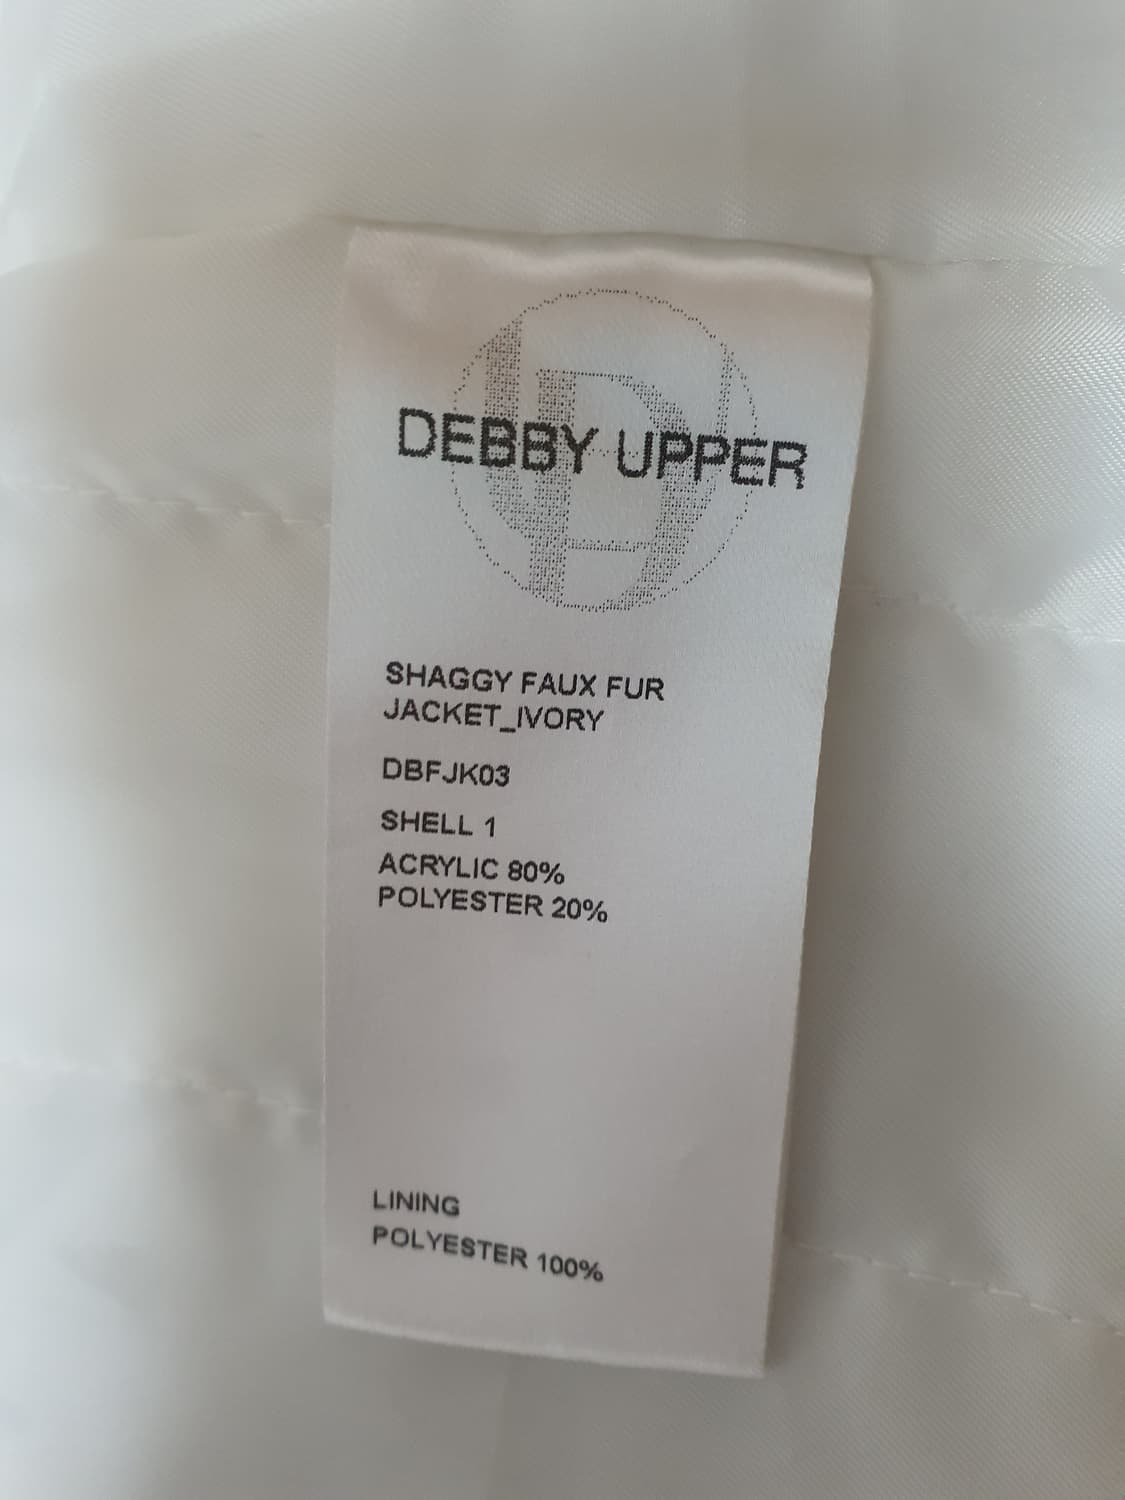 DEBBY UPPER
SHAGGY FAUX FUR
JACKET_IVORY
DBFJK03
SHELL 1
ACRYLIC 80%
POLYESTER 20%
LINING
POLYESTER 100%